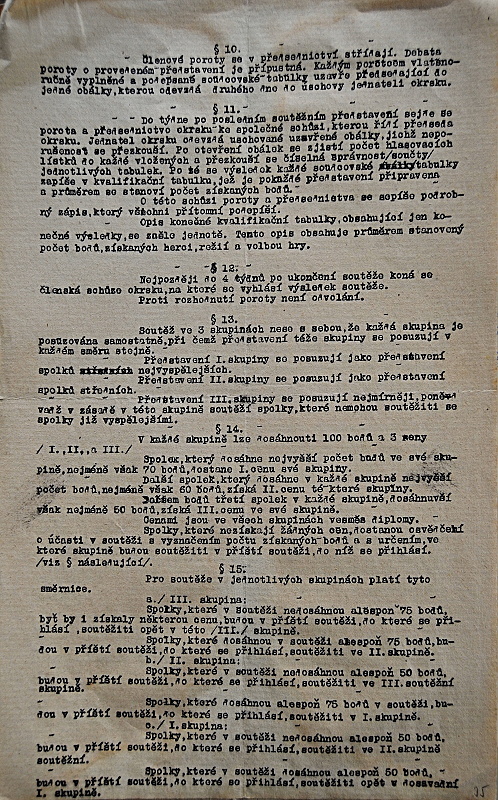 § 10.
Členové poroty se v předsednictví střídají. Debata
poroty o provedeném představení je přípustná. Každým porotcem vlastno-
ručně vyplněné a podepsané soudcovské tabulky uzavře předsedající do
jedné obálky, kterou odevzdá druhého dne do úschovy jednateli okrsku.
§ 11.
Do týdne po posledním soutěžním představení sejde se
porota a předsednictvo okrsku ke společné schůzi, kterou řídí předseda
okrsku. Jednatel okrsku odevzdá uschované uzavřené obálky, jichž nepo-
rušenost se přezkouší. Po otevření obálek se zjistí počet hlasovacích
lístků do každé vložených a přezkouší se číselná správnost /součty/
jednotlivých tabulek. Po té se výsledek každé soudcovské tabulky
zapíše v kvalifikační tabulku, jež je pokaždé představení připravena
a průměrem se stanoví počet získaných bodů.
O této schůzi poroty a předsednictva se sepíše podrob-
ný zápis, který všichni přítomní podepíší.
Opis konečné kvalifikační tabulky, obsahující jen ko-
nečné výsledky, se zašle jednotě. Tento opis obsahuje průměrem stanovený
počet bodů, získaných herci, režií a volbou hry.
§ 12.
Nejpozději do 4 týdnů po ukončení soutěže koná se
členská schůze okrsku, na které se vyhlásí výsledek soutěže.
Proti rozhodnutí poroty není odvolání.
§ 13.
Soutěž ve 3 skupinách nese s sebou, že každá skupina je
posuzována samostatně, při čemž představení téže skupiny se posuzují v
každém směru stejně.
Představení I. skupiny se posuzují jako představení
spolků nejvyspělejších.
Představení II. skupiny se posuzují jako představení
spolků středních.
Představení III. skupiny se posuzují nejmírněji, poněv-
vadž v zásadě v této skupině soutěží spolky, které nemohou soutěžiti se
spolky již vyspělejšími.
§ 14.
V každé skupině lze dosáhnouti 100 bodů a 3 ceny
/ I., II., a III./
Spolek, který dosáhne nejvyšší počet bodů ve své sku-
pině, nejméně však 70 bodů, dostane I. cenu své skupiny.
Další spolek, který dosáhne v každé skupině nejvyšší
počet bodů, nejméně však 60 bodů, získá II. cenu té které skupiny.
počtem bodů třetí spolek v každé skupině, dosáhnuvší
však nejméně 50 bodů, získá III. cenu ve své skupině.
Cenami jsou ve všech skupinách vesměs diplomy.
Spolky, které nezískají žádných cen, dostanou osvědčení
o účasti v soutěži s vyznačením počtu získaných bodů a s určením, ve
které skupině budou soutěžiti v příští soutěži, do níž se přihlásí.
/viz § následující/.
§ 15.
Pro soutěže v jednotlivých skupinách platí tyto
směrnice.
a./ III. skupina:
Spolky, které v soutěži nedosáhnou alespoň 75 bodů,
byť by i získaly některou cenu, budou v příští soutěži, do které se při-
hlásí, soutěžiti opět v této /III./ skupině.
Spolky, které dosáhnou v soutěži alespoň 75 bodů, bu-
dou v příští soutěži, do které se přihlásí, soutěžiti ve II. skupině.
b./ II. skupina:
Spolky, které v soutěži nedosáhnou alespoň 50 bodů,
budou v příští soutěži, do které se přihlásí, soutěžiti ve III. soutěžní
skupině.
Spolky, které dosáhnou alespoň 75 bodů v soutěži, bu-
dou v příští soutěži, do které se přihlásí, soutěžiti v I. skupině.
c./ I. skupina:
Spolky, které v soutěži nedosáhnou alespoň 50 bodů,
budou v příští soutěži, do které se přihlásí, soutěžiti ve II. skupině
soutěžní.
Spolky, které v soutěži dosáhnou alespoň 50 bodů,
budou v příští soutěži, do které se přihlásí, soutěžiti opět v dosavadní
I. skupině.